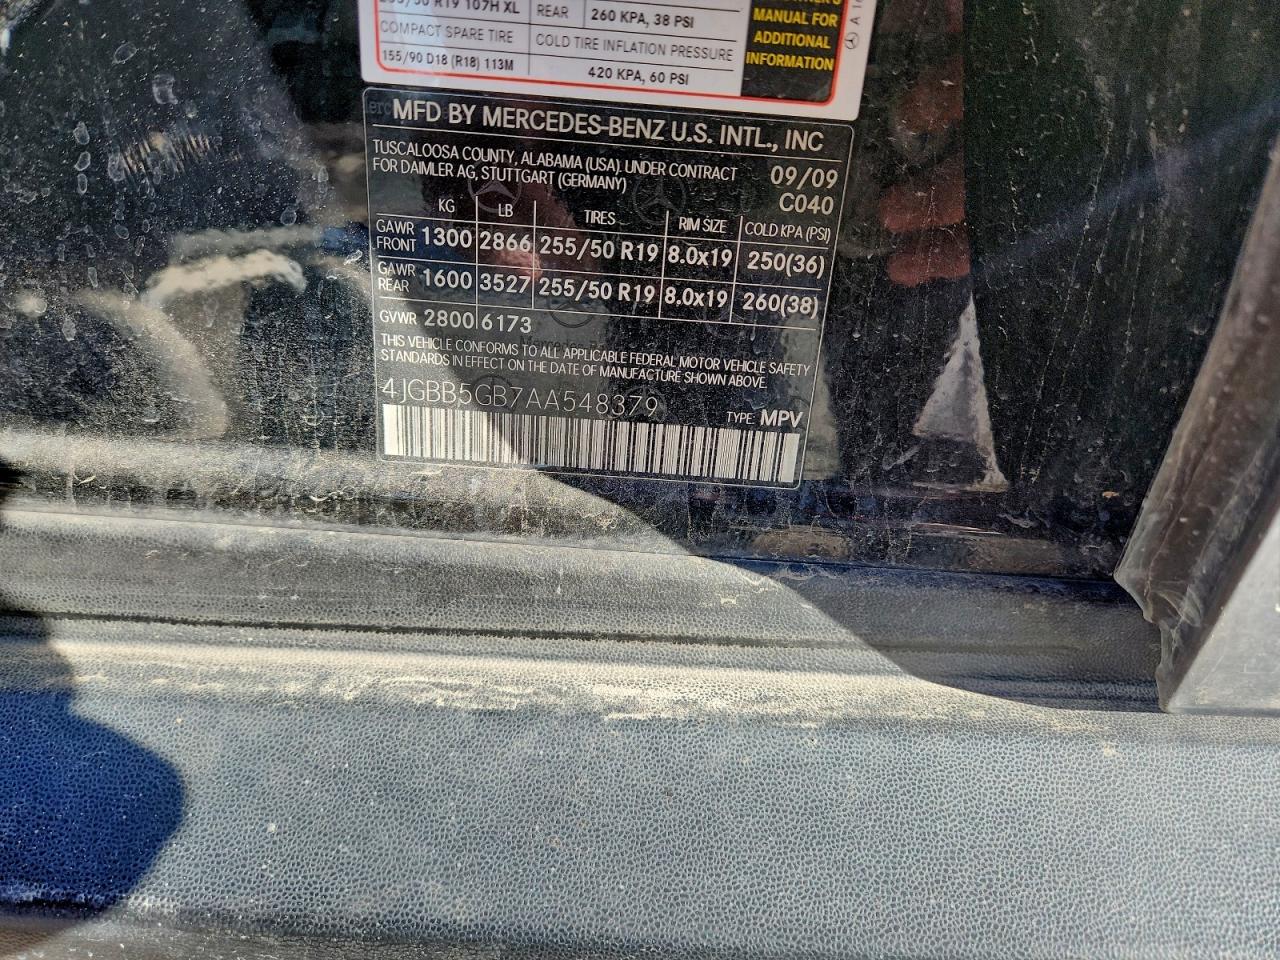 255/50 R19 107H XL REAR 260 KPA, 38 PSI
COMPACT SPARE TIRE COLD TIRE INFLATION PRESSURE
155/90 D18 (R18) 113M 420 KPA, 60 PSI
MANUAL FOR
ADDITIONAL
INFORMATION
MFD BY MERCEDES-BENZ U.S. INTL., INC
TUSCALOOSA COUNTY, ALABAMA (USA). UNDER CONTRACT
FOR DAIMLER AG, STUTTGART (GERMANY)
09/09
C040
KG LB TIRES RIM SIZE COLD KPA (PSI)
GAWR FRONT 1300 2866 255/50 R19 8.0x19 250(36)
GAWR REAR 1600 3527 255/50 R19 8.0x19 260(38)
GVWR 2800 6173
THIS VEHICLE CONFORMS TO ALL APPLICABLE FEDERAL MOTOR VEHICLE SAFETY
STANDARDS IN EFFECT ON THE DATE OF MANUFACTURE SHOWN ABOVE.
4JGBB5GB7AA548379
TYPE: MPV